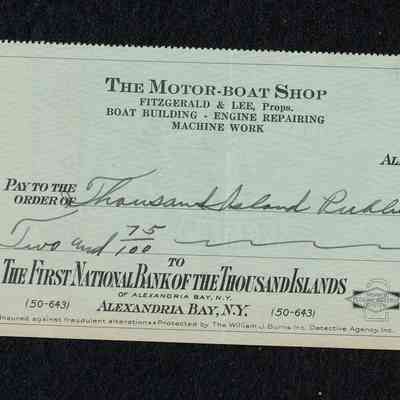 THE MOTOR-BOAT SHOP
FITZGERALD & LEE, Props.
BOAT BUILDING - ENGINE REPAIRING
MACHINE WORK
PAY TO THE
ORDER OF Thousand Island
Two and 75/100
TO
THE FIRST NATIONAL BANK OF THE THOUSAND ISLANDS
OF ALEXANDRIA BAY, N.Y.
(50-643) ALEXANDRIA BAY, N.Y. (50-643)
Insured against fraudulent alterations•Protected by The William J. Burns Inc. Detective Agency, Inc.